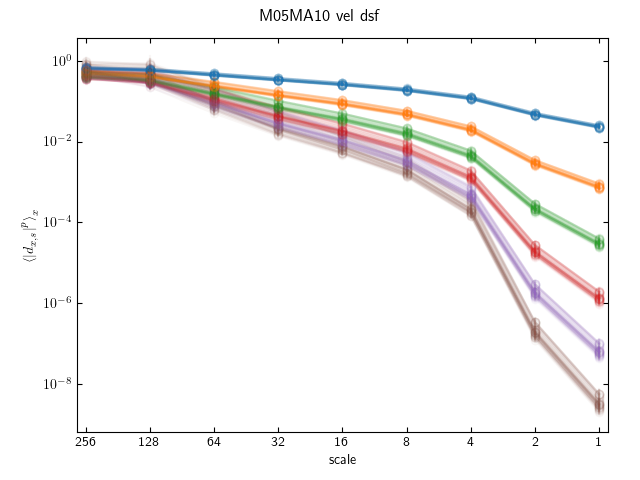 M05MA10 vel dsf
⟨|d_{x,s}|^p⟩_x
10^0
10^{-2}
10^{-4}
10^{-6}
10^{-8}
256 128 64 32 16 8 4 2 1
scale